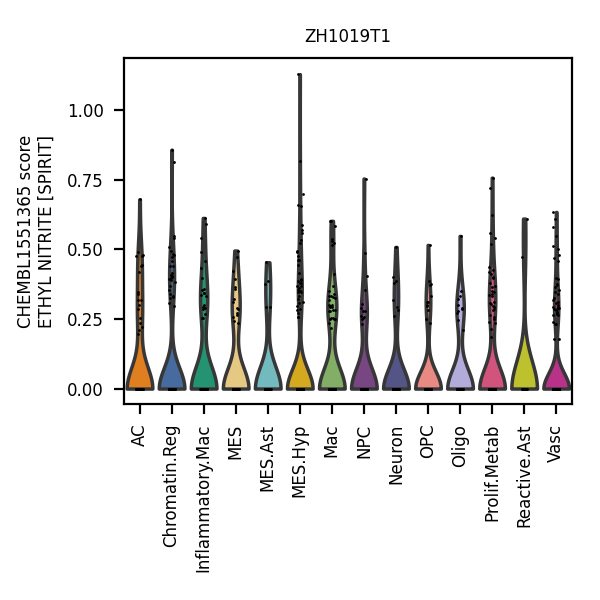 ZH1019T1
CHEMBL1551365 score
ETHYL NITRITE [SPIRIT]
1.00
0.75
0.50
0.25
0.00
AC
Chromatin.Reg
Inflammatory.Mac
MES
MES.Ast
MES.Hyp
Mac
NPC
Neuron
OPC
Oligo
Prolif.Metab
Reactive.Ast
Vasc